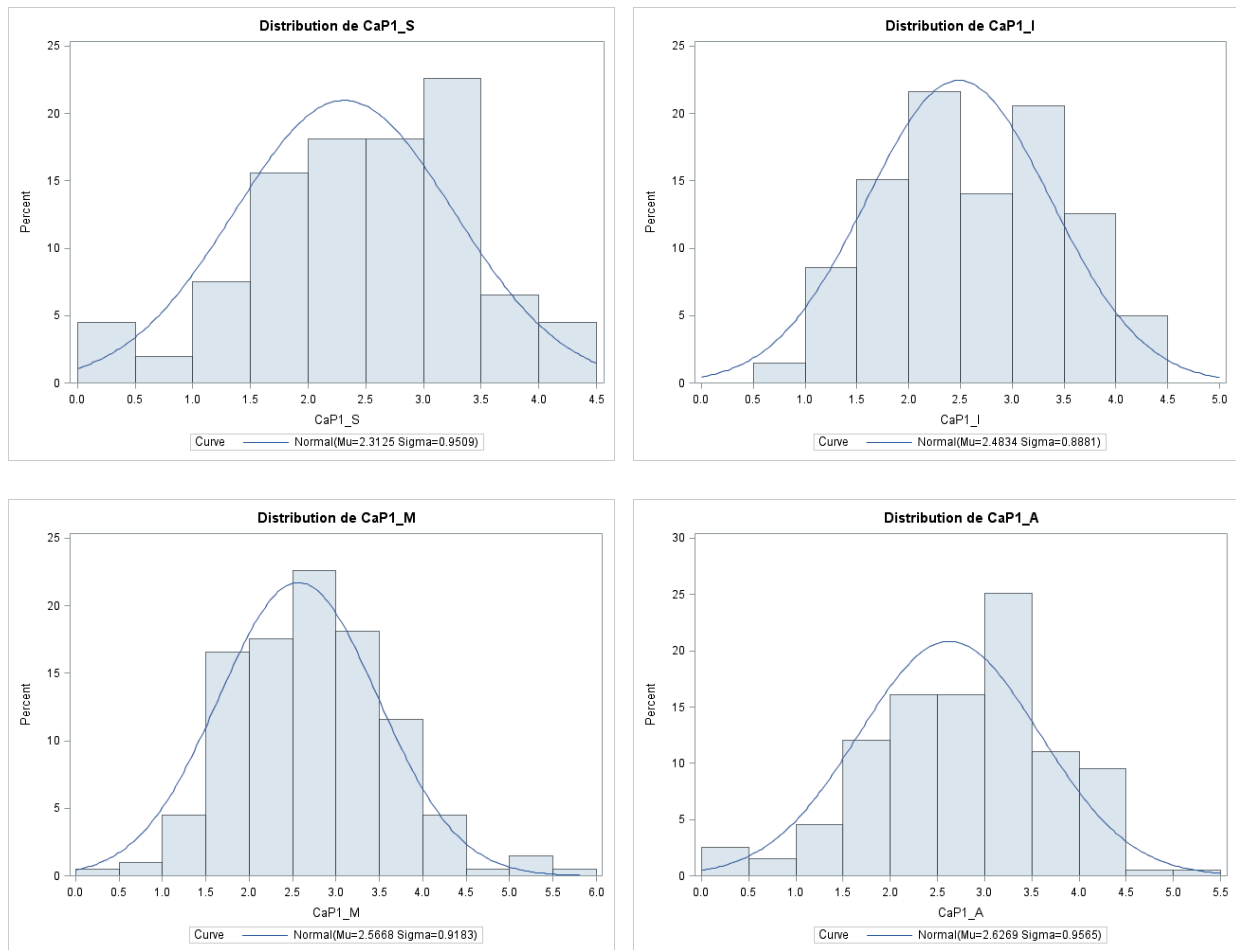 Distribution de CaP1_S
25
20
15
10
5
0
Percent
0.0 0.5 1.0 1.5 2.0 2.5 3.0 3.5 4.0 4.5
CaP1_S
Curve Normal(Mu=2.3125 Sigma=0.9509)
Distribution de CaP1_I
25
20
15
10
5
0
Percent
0.0 0.5 1.0 1.5 2.0 2.5 3.0 3.5 4.0 4.5 5.0
CaP1_I
Curve Normal(Mu=2.4834 Sigma=0.8881)
Distribution de CaP1_M
25
20
15
10
5
0
Percent
0.0 0.5 1.0 1.5 2.0 2.5 3.0 3.5 4.0 4.5 5.0 6.0
CaP1_M
Curve Normal(Mu=2.5668 Sigma=0.9183)
Distribution de CaP1_A
30
25
20
15
10
5
0
Percent
0.0 0.5 1.0 1.5 2.0 2.5 3.0 3.5 4.0 4.5 5.0 5.5
CaP1_A
Curve Normal(Mu=2.6269 Sigma=0.9565)